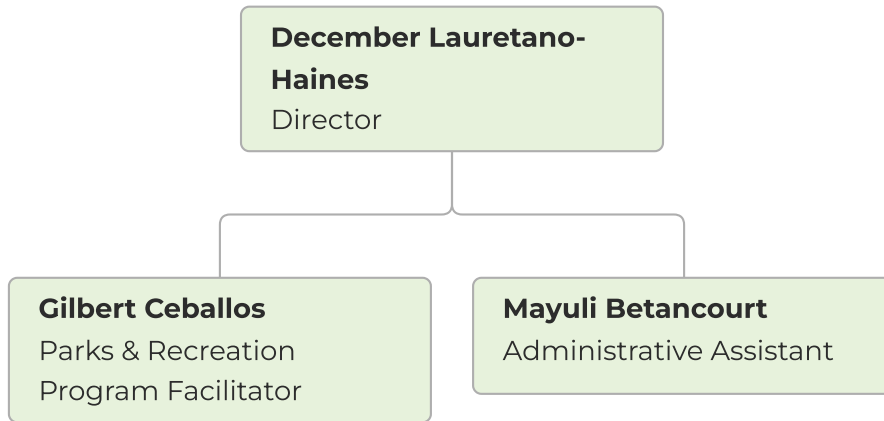 December Lauretano-
Haines
Director
Gilbert Ceballos
Parks & Recreation
Program Facilitator
Mayuli Betancourt
Administrative Assistant